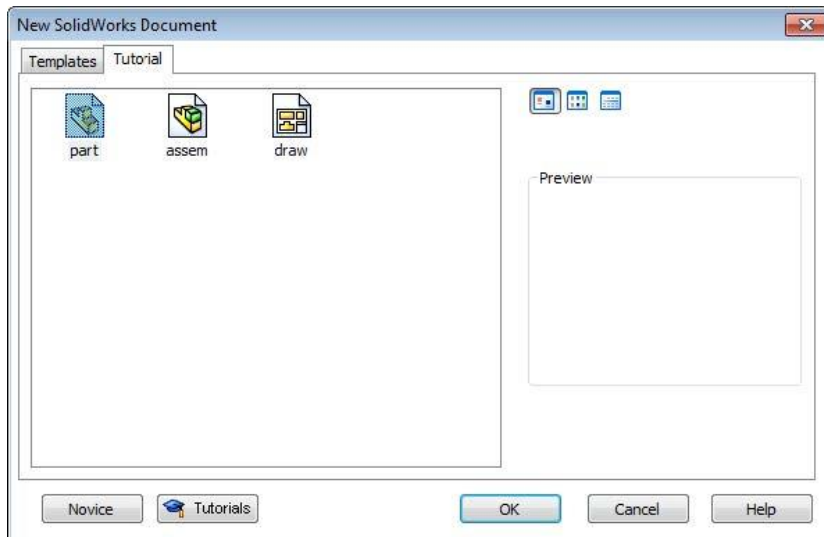 New SolidWorks Document
Templates Tutorial
part assem draw
Preview
Novice Tutorials OK Cancel Help